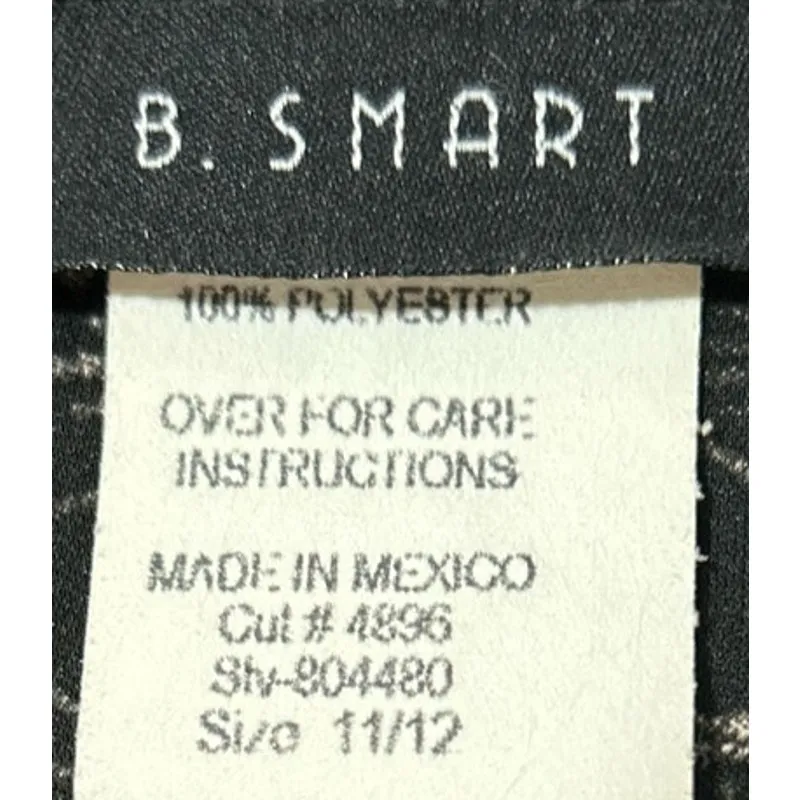 B. SMART
100% POLYESTER
OVER FOR CARE
INSTRUCTIONS
MADE IN MEXICO
Cut # 4896
Sty-804480
Size 11/12